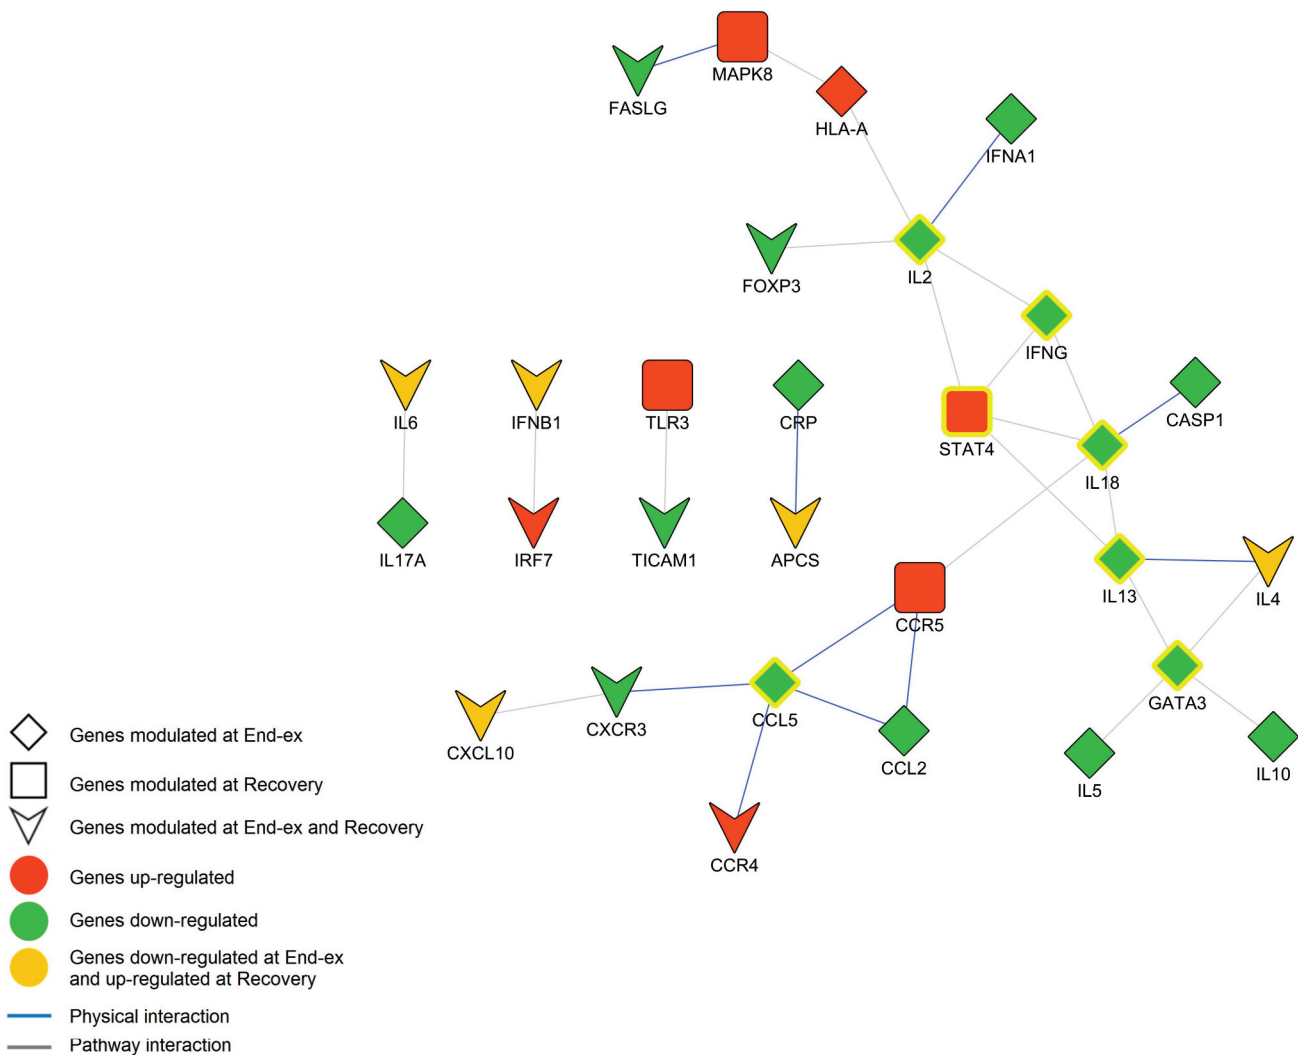 MAPK8
FASLG
HLA-A
IFNA1
FOXP3
IL2
IFNG
IL6
IFNB1
TLR3
CRP
STAT4
CASP1
IL18
IL17A
IRF7
TICAM1
APCS
IL13
IL4
CCR5
GATA3
CXCL10
CXCR3
CCL5
CCL2
IL5
IL10
CCR4
Genes modulated at End-ex
Genes modulated at Recovery
Genes modulated at End-ex and Recovery
Genes up-regulated
Genes down-regulated
Genes down-regulated at End-ex
and up-regulated at Recovery
Physical interaction
Pathway interaction